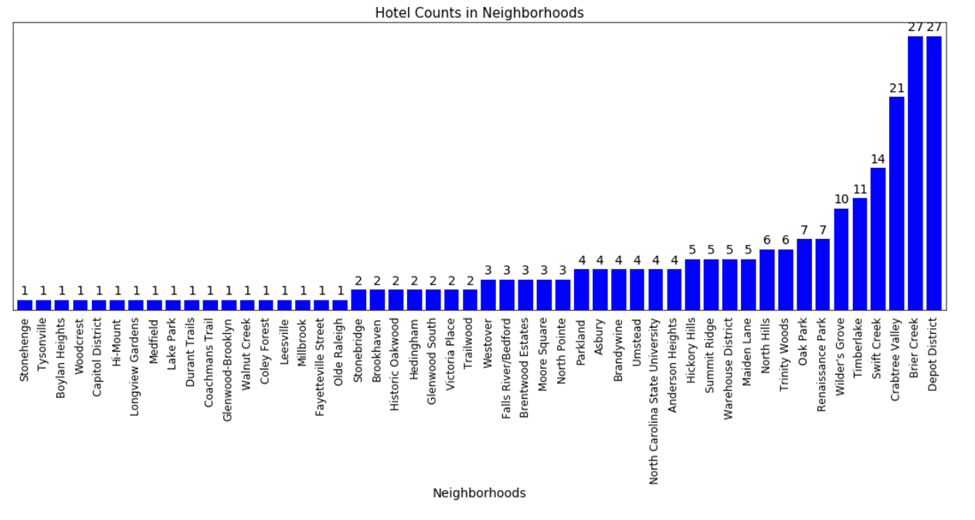 Hotel Counts in Neighborhoods
1 1 1 1 1 1 1 1 1 1 1 1 1 1 1 1 1 1 2 2 2 2 2 2 2 3 3 3 3 3 4 4 4 4 4 4 5 5 5 5 6 6 7 7 10 11 14 21 27 27
Stonehenge
Tysonville
Boylan Heights
Woodcrest
Capitol District
Hi-Mount
Longview Gardens
Medfield
Lake Park
Durant Trails
Coachmans Trail
Glenwood-Brooklyn
Walnut Creek
Coley Forest
Leesville
Millbrook
Fayetteville Street
Olde Raleigh
Stonebridge
Brookhaven
Historic Oakwood
Hedingham
Glenwood South
Victoria Place
Trailwood
Westover
Falls River/Bedford
Brentwood Estates
Moore Square
North Pointe
Parkland
Asbury
Brandywine
Umstead
North Carolina State University
Anderson Heights
Hickory Hills
Summit Ridge
Warehouse District
Maiden Lane
North Hills
Trinity Woods
Oak Park
Renaissance Park
Wilder's Grove
Timberlake
Swift Creek
Crabtree Valley
Brier Creek
Depot District
Neighborhoods